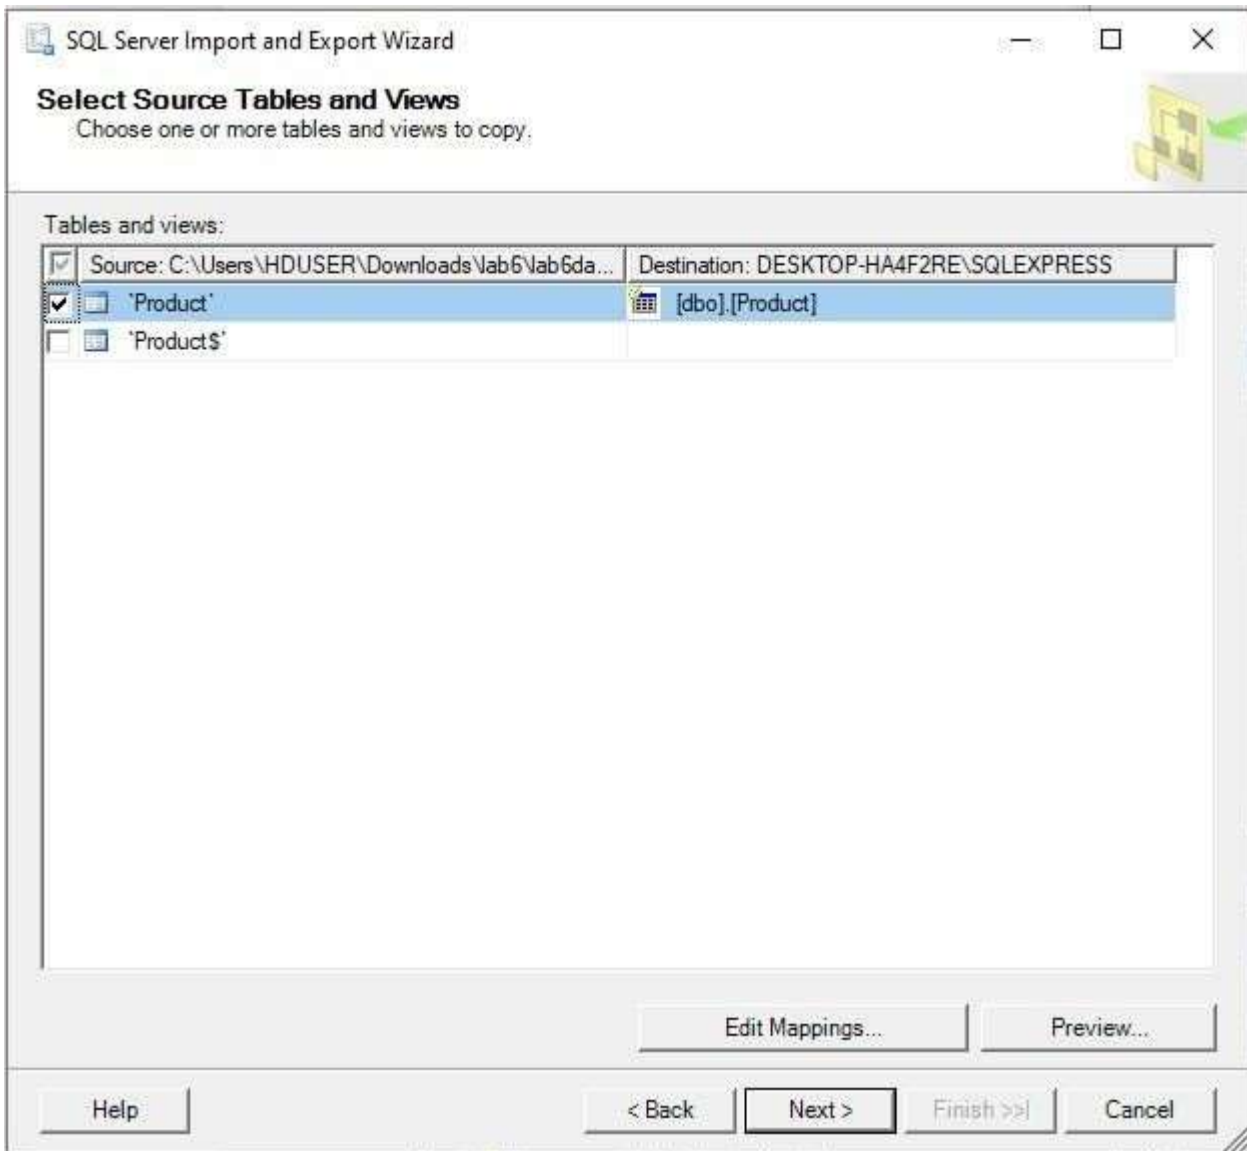 SQL Server Import and Export Wizard
Select Source Tables and Views
Choose one or more tables and views to copy.
Tables and views:
Source: C:\Users\HDUSER\Downloads\lab6\lab6da... Destination: DESKTOP-HA4F2RE\SQLEXPRESS
`Product` [dbo].[Product]
`Product$`
Edit Mappings... Preview...
Help < Back Next > Finish >>| Cancel